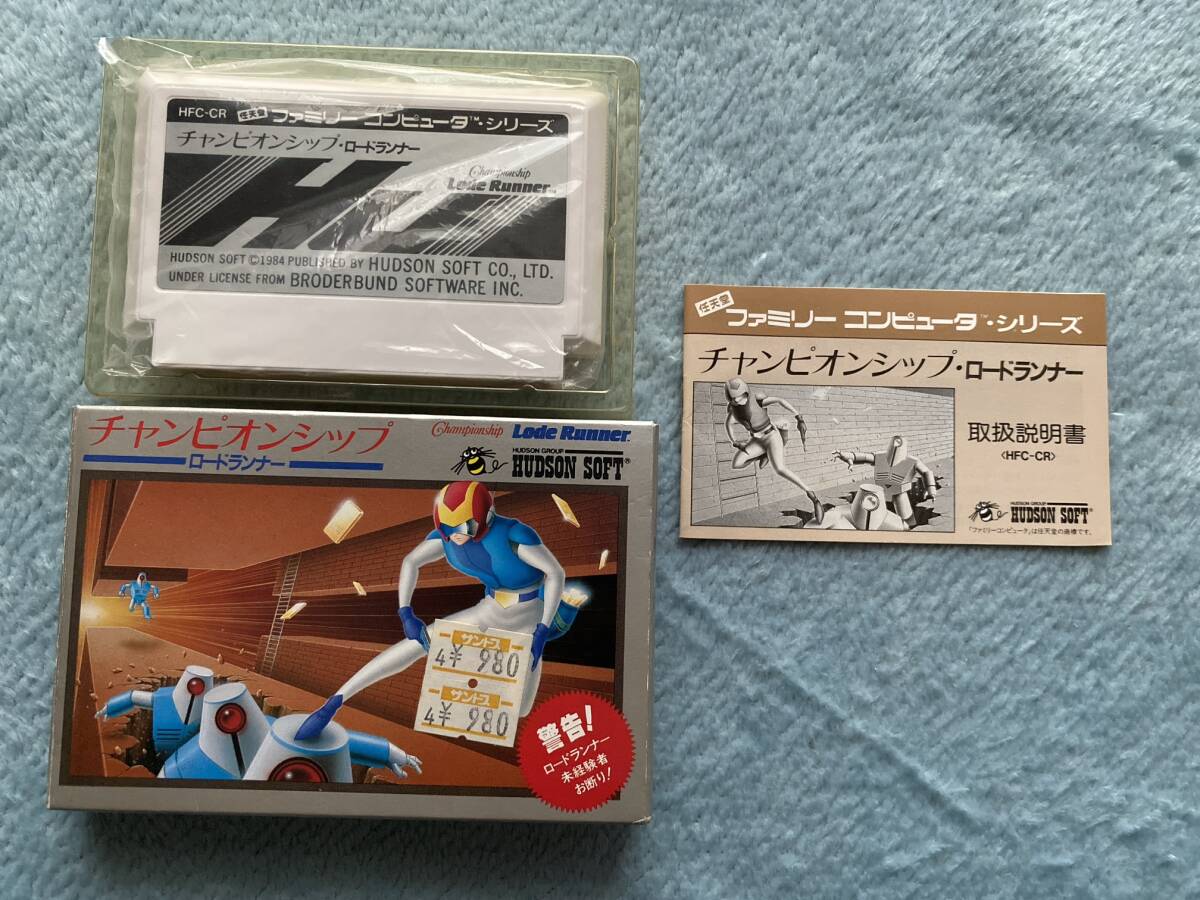 HFC-CR 任天堂 ファミリー コンピュータ™・シリーズ
チャンピオンシップ・ロードランナー
Championship
Lode Runner™
HUDSON SOFT ©1984 PUBLISHED BY HUDSON SOFT CO., LTD.
UNDER LICENSE FROM BRODERBUND SOFTWARE INC.
チャンピオンシップ
ロードランナー
Championship Lode Runner™
HUDSON GROUP
HUDSON SOFT®
サントス
4¥ 980
サントス
4¥ 980
警告!
ロードランナー
未経験者
お断り!
任天堂
ファミリー コンピュータ™・シリーズ
チャンピオンシップ・ロードランナー
取扱説明書
〈HFC-CR〉
HUDSON GROUP
HUDSON SOFT®
「ファミリーコンピュータ」は任天堂の商標です。